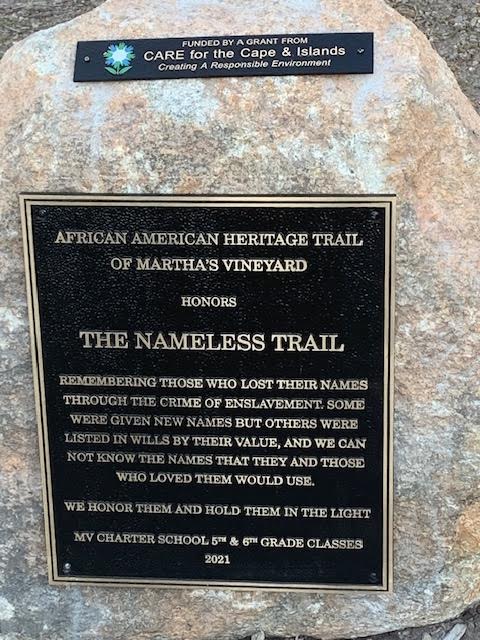 FUNDED BY A GRANT FROM
CARE for the Cape & Islands
Creating A Responsible Environment
AFRICAN AMERICAN HERITAGE TRAIL
OF MARTHA'S VINEYARD
HONORS
THE NAMELESS TRAIL
REMEMBERING THOSE WHO LOST THEIR NAMES
THROUGH THE CRIME OF ENSLAVEMENT. SOME
WERE GIVEN NEW NAMES BUT OTHERS WERE
LISTED IN WILLS BY THEIR VALUE, AND WE CAN
NOT KNOW THE NAMES THAT THEY AND THOSE
WHO LOVED THEM WOULD USE.
WE HONOR THEM AND HOLD THEM IN THE LIGHT
MV CHARTER SCHOOL 5TH & 6TH GRADE CLASSES
2021